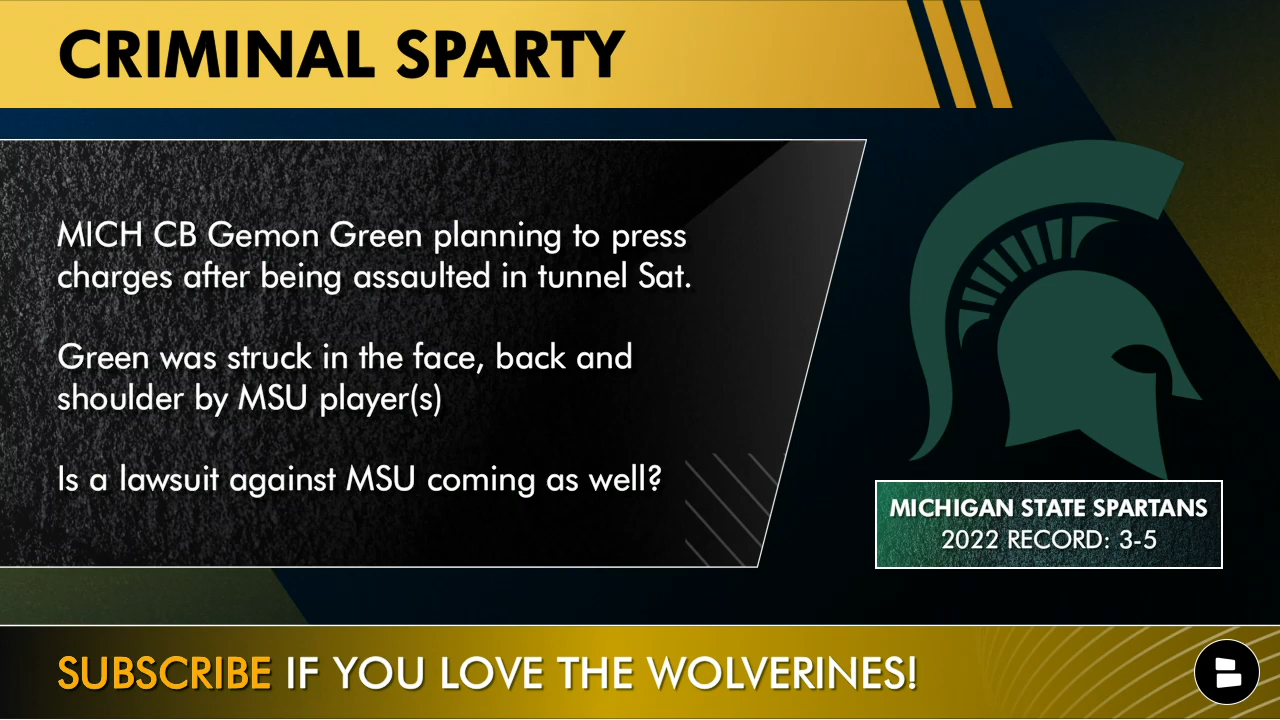 CRIMINAL SPARTY
MICH CB Gemon Green planning to press
charges after being assaulted in tunnel Sat.
Green was struck in the face, back and
shoulder by MSU player(s)
Is a lawsuit against MSU coming as well?
MICHIGAN STATE SPARTANS
2022 RECORD: 3-5
SUBSCRIBE IF YOU LOVE THE WOLVERINES!